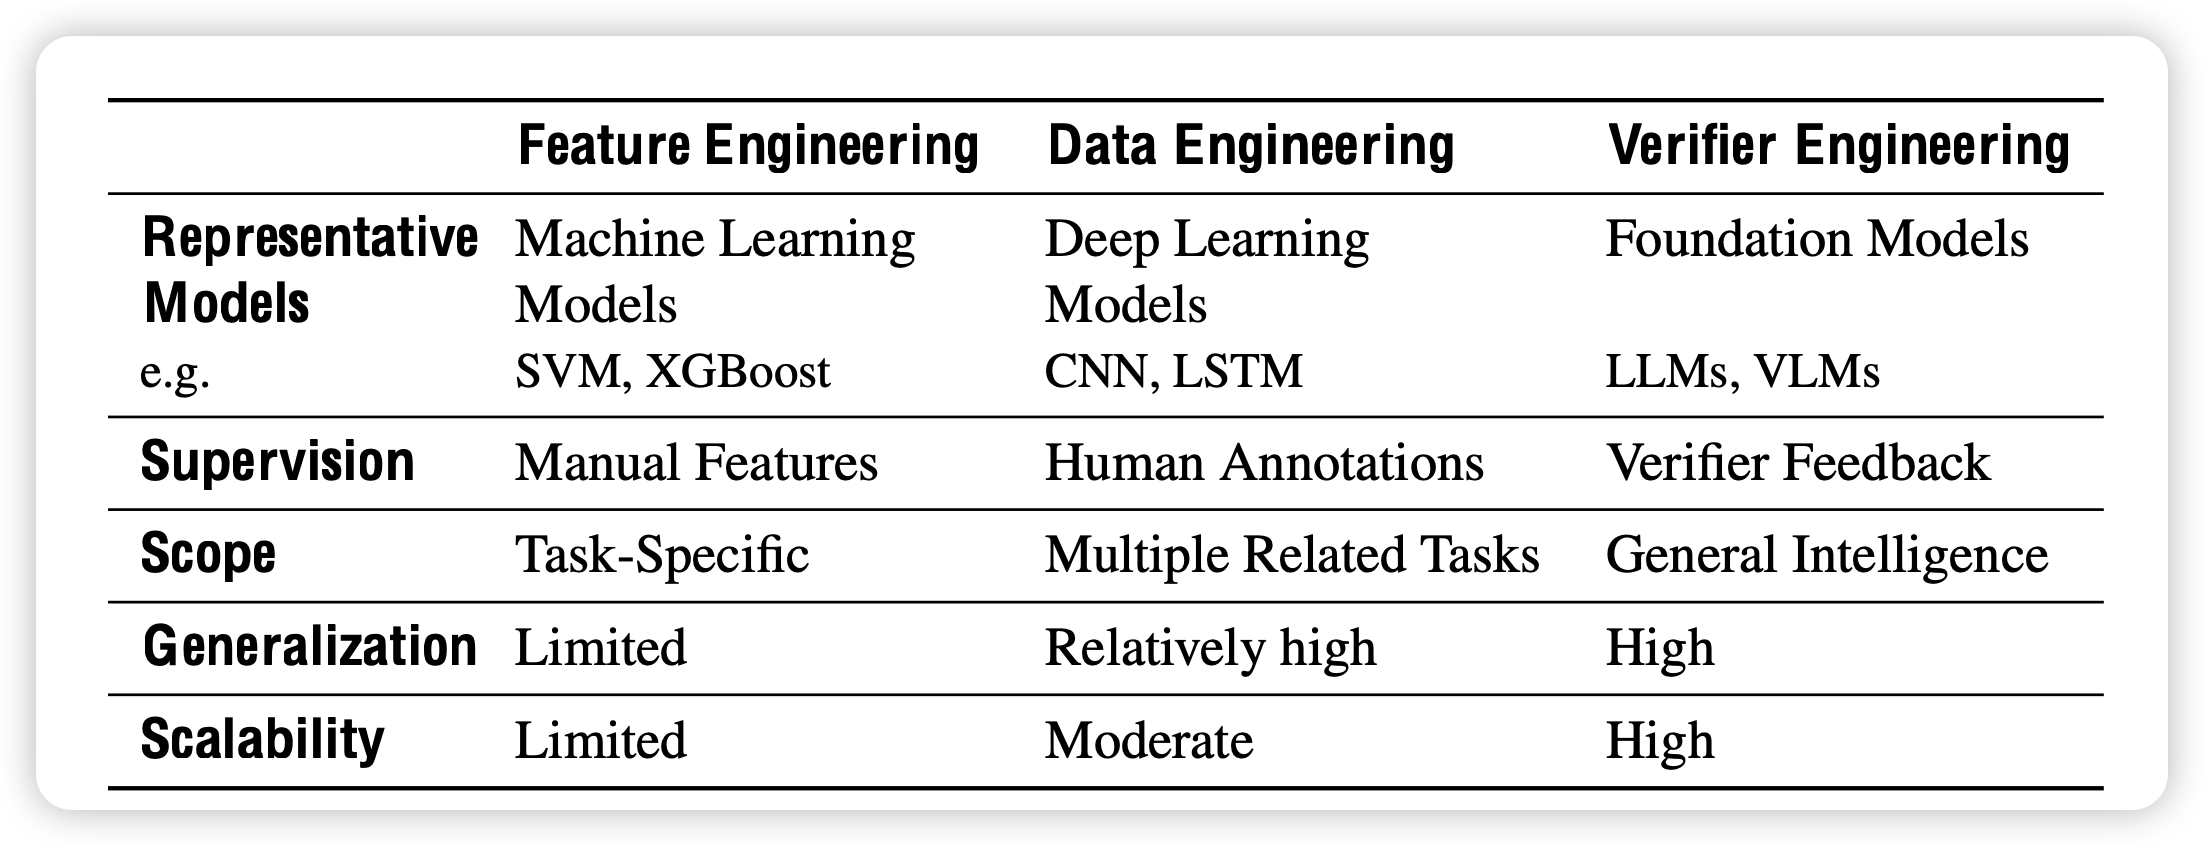 Feature Engineering Data Engineering Verifier Engineering
Representative Machine Learning Deep Learning Foundation Models
Models Models Models
e.g. SVM, XGBoost CNN, LSTM LLMs, VLMs
Supervision Manual Features Human Annotations Verifier Feedback
Scope Task-Specific Multiple Related Tasks General Intelligence
Generalization Limited Relatively high High
Scalability Limited Moderate High